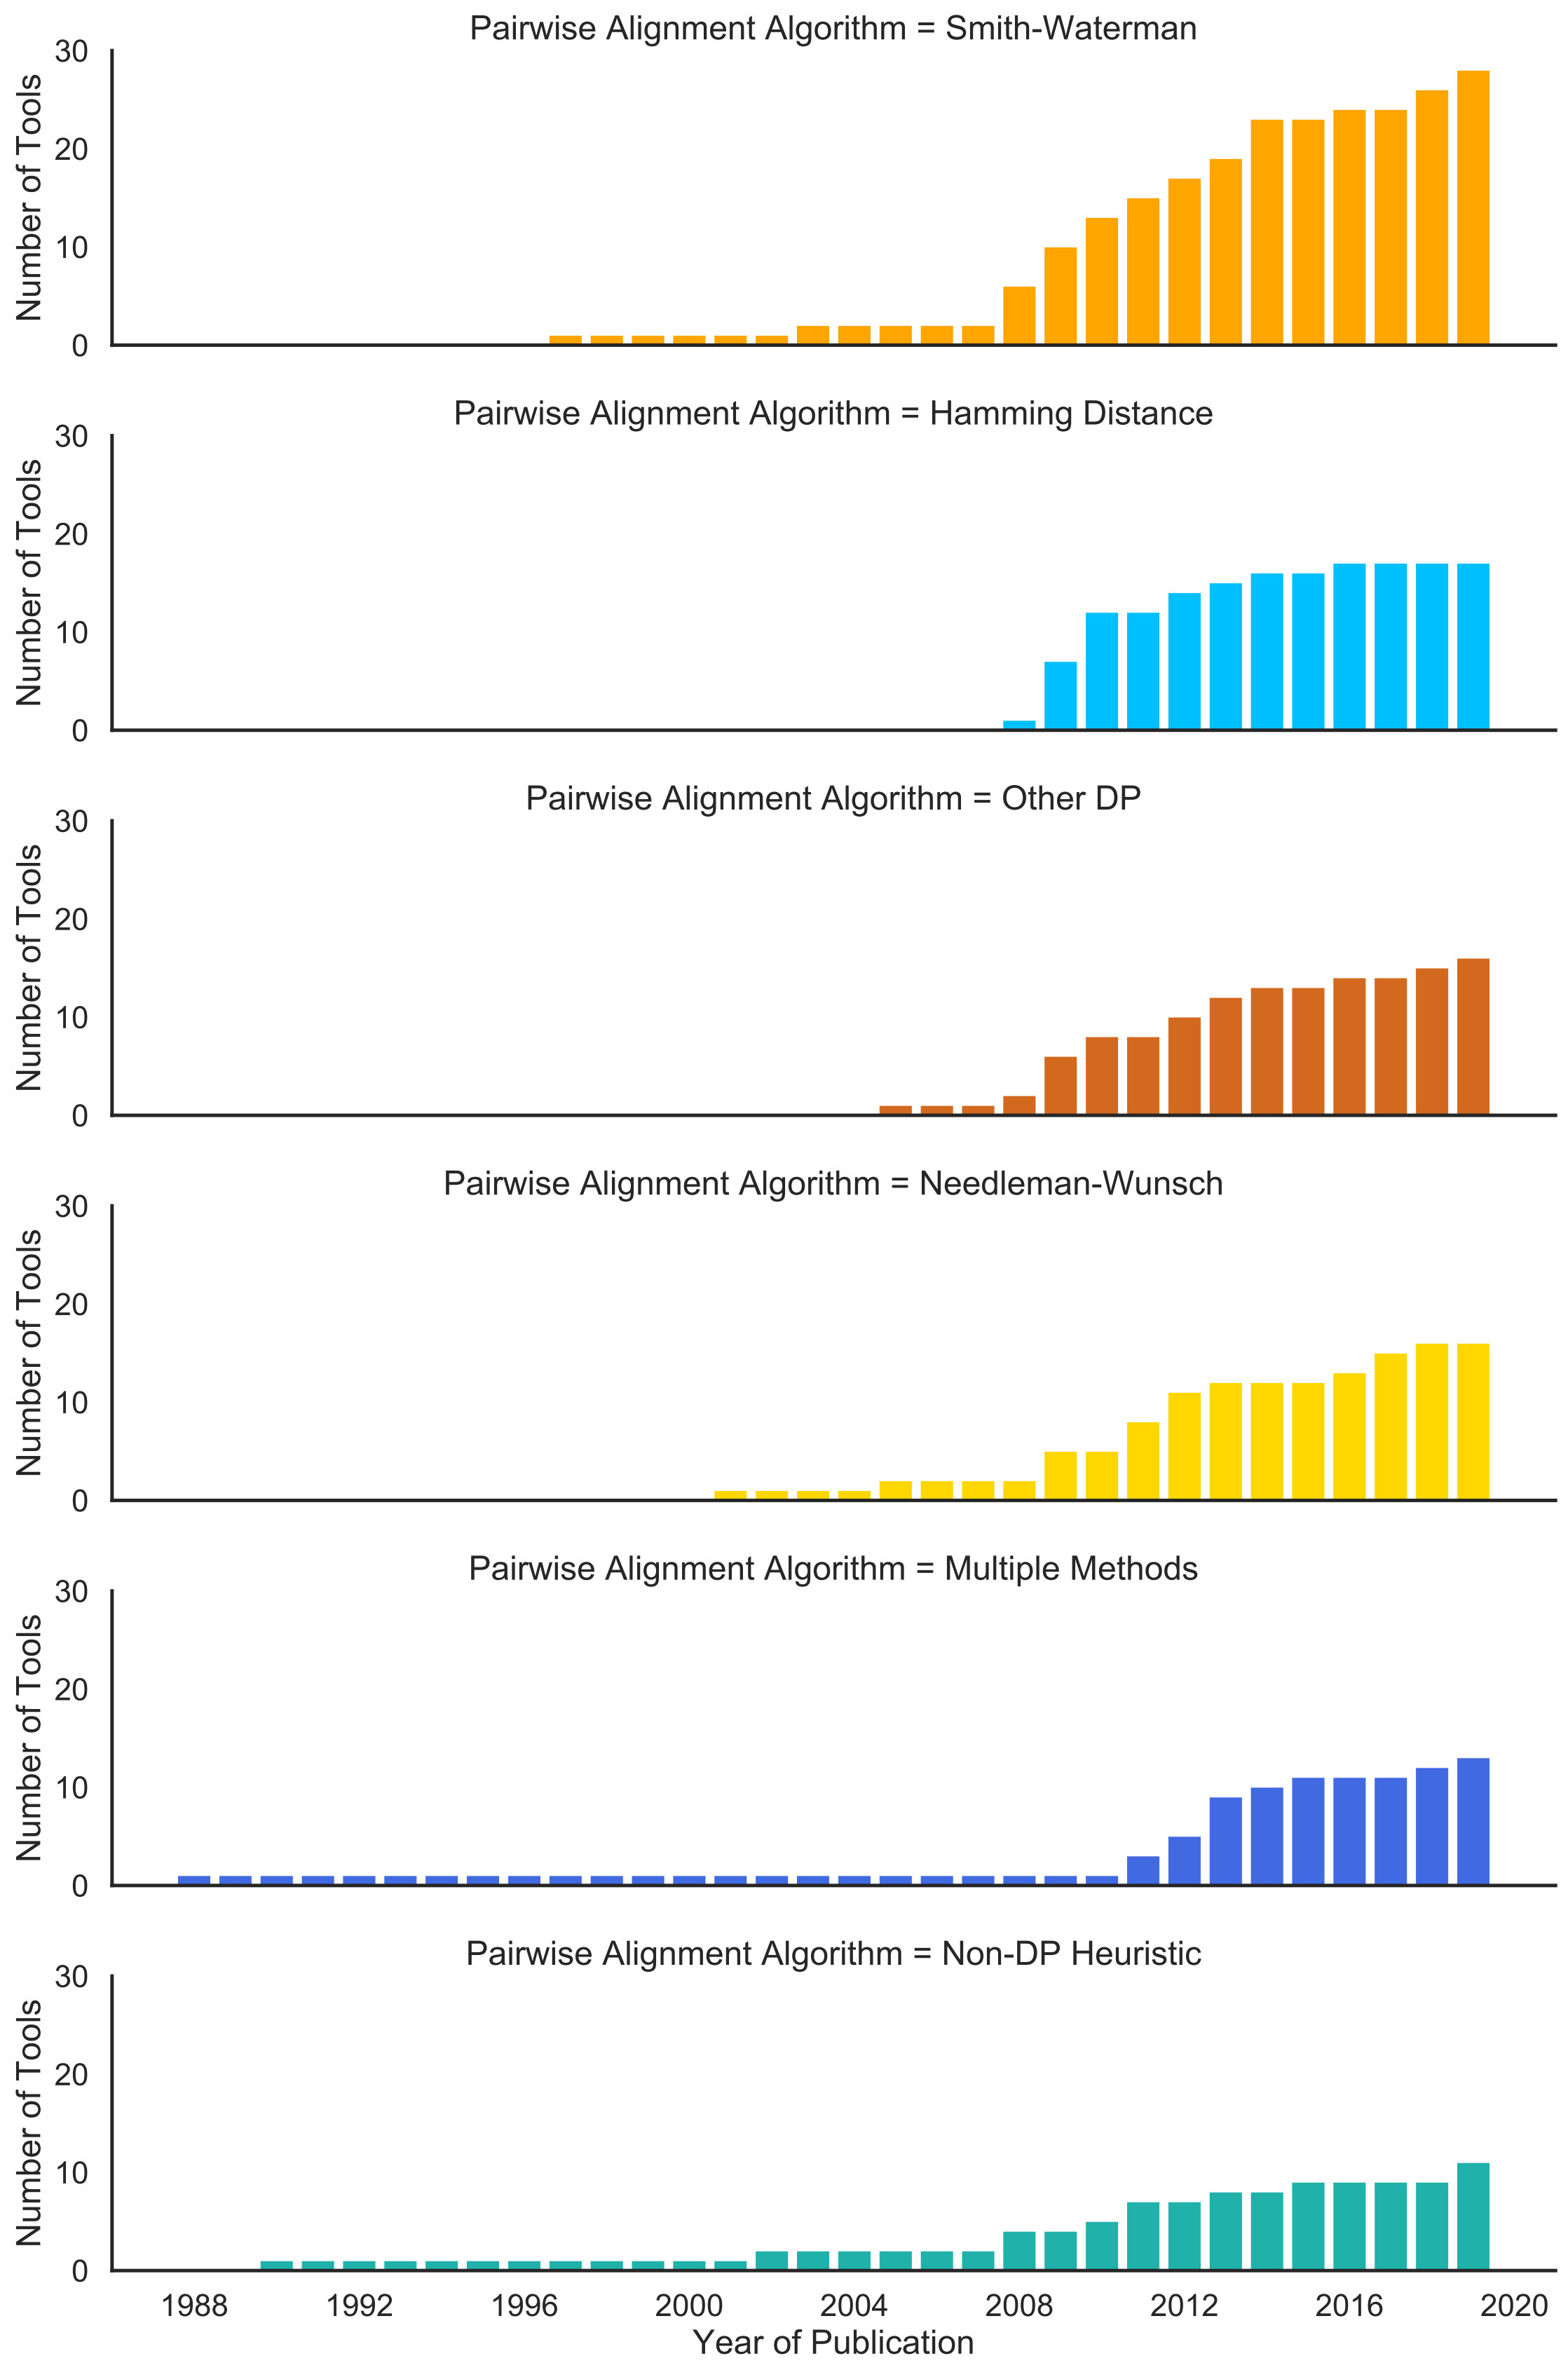 Pairwise Alignment Algorithm = Smith-Waterman
30
20
10
0
Number of Tools
Pairwise Alignment Algorithm = Hamming Distance
30
20
10
0
Number of Tools
Pairwise Alignment Algorithm = Other DP
30
20
10
0
Number of Tools
Pairwise Alignment Algorithm = Needleman-Wunsch
30
20
10
0
Number of Tools
Pairwise Alignment Algorithm = Multiple Methods
30
20
10
0
Number of Tools
Pairwise Alignment Algorithm = Non-DP Heuristic
30
20
10
0
Number of Tools
1988 1992 1996 2000 2004 2008 2012 2016 2020
Year of Publication